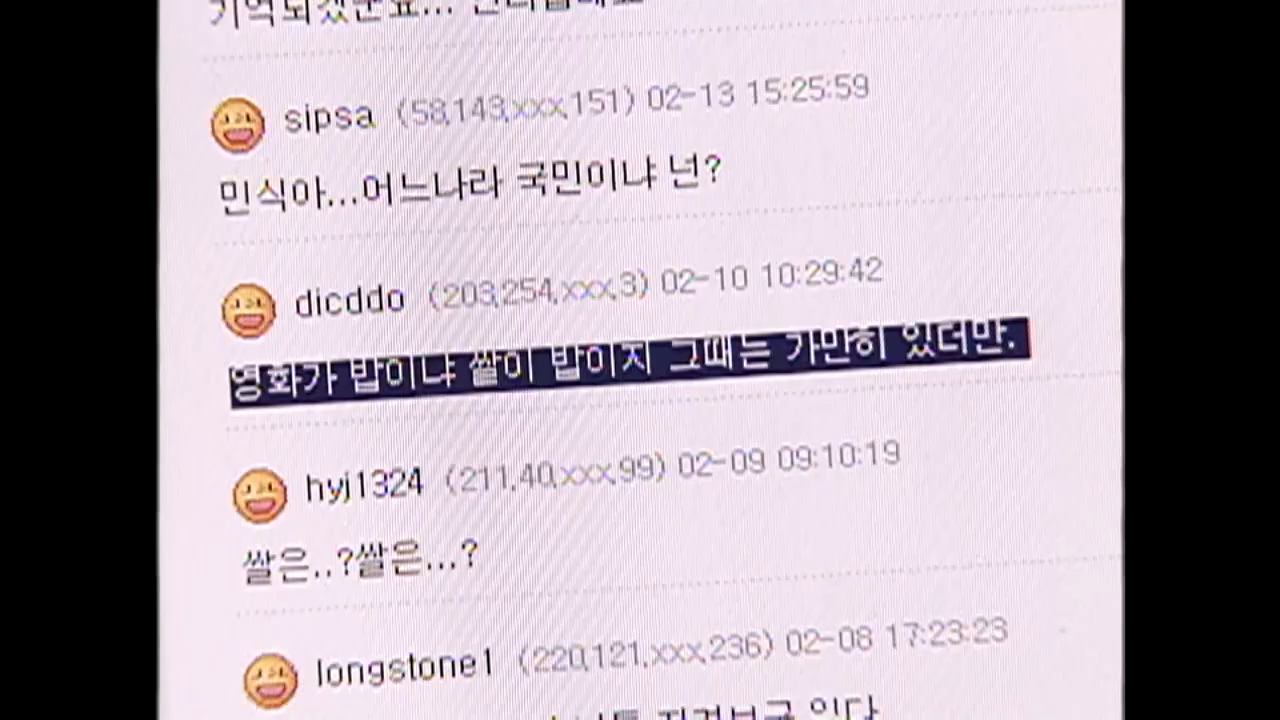 sipsa (58,143,xxx,151) 02-13 15:25:59
민식아...어느나라 국민이냐 넌?
dicddo (203,254,xxx,3) 02-10 10:29:42
영화가 밥이냐 쌀이 밥이지 그때는 가만히 있더만.
hyj1324 (211,40,xxx,99) 02-09 09:10:19
쌀은..?쌀은...?
longstone1 (220,121,xxx,236) 02-08 17:23:23
이다